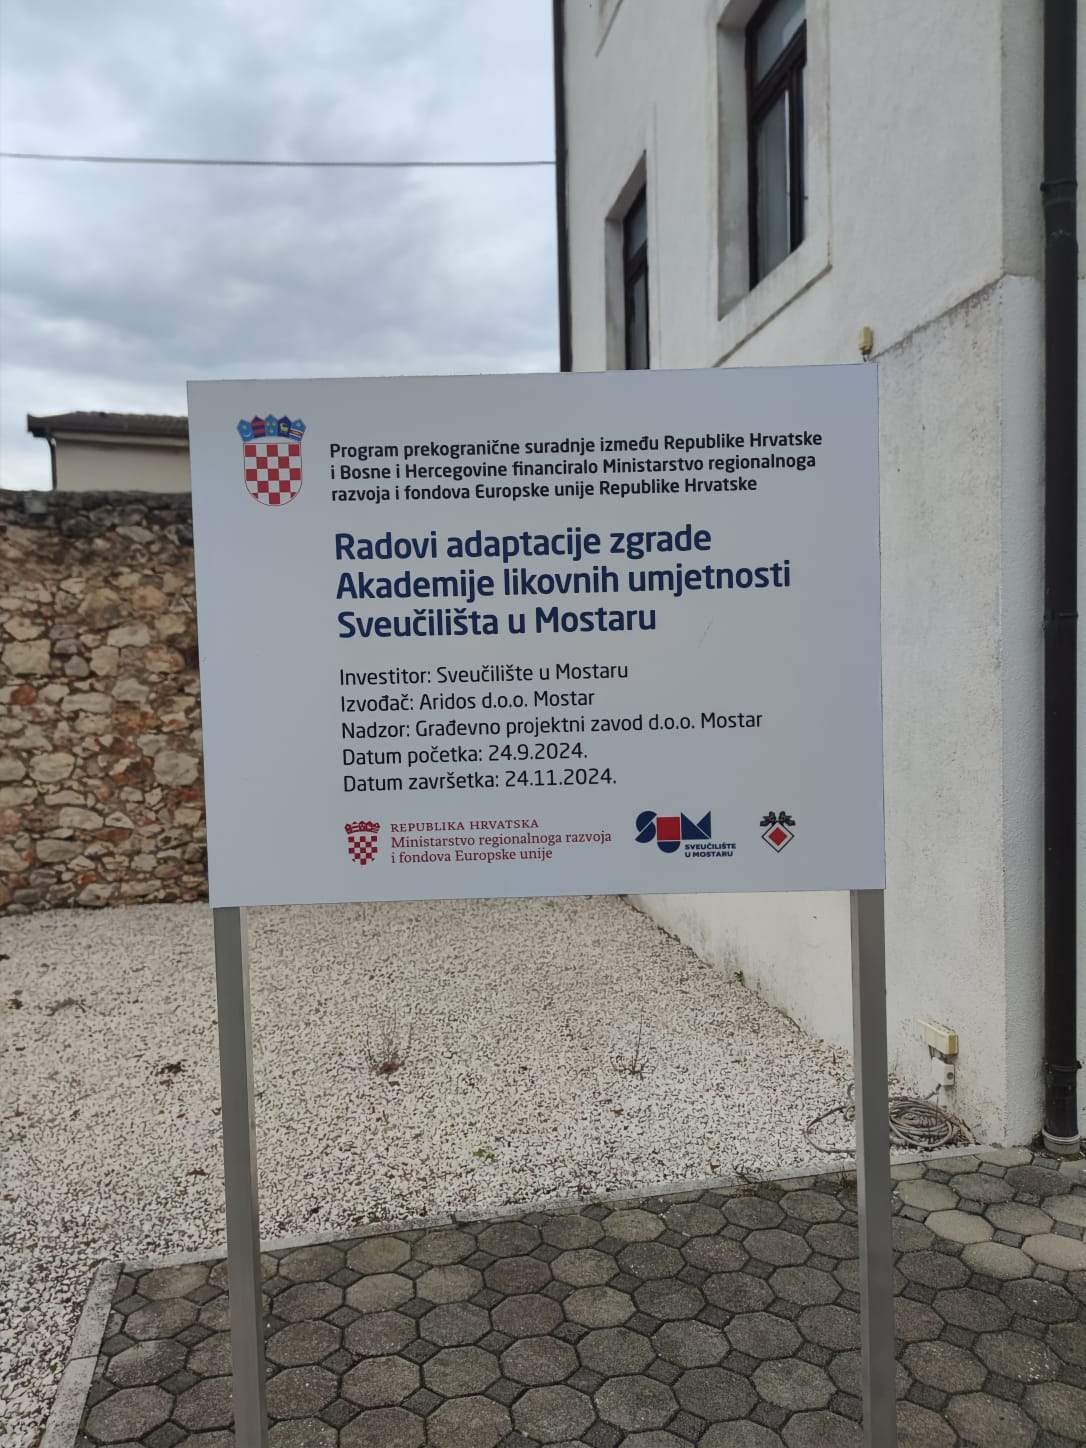 Program prekogranične suradnje između Republike Hrvatske
i Bosne i Hercegovine financiralo Ministarstvo regionalnoga
razvoja i fondova Europske unije Republike Hrvatske
Radovi adaptacije zgrade
Akademije likovnih umjetnosti
Sveučilišta u Mostaru
Investitor: Sveučilište u Mostaru
Izvođač: Aridos d.o.o. Mostar
Nadzor: Građevno projektni zavod d.o.o. Mostar
Datum početka: 24.9.2024.
Datum završetka: 24.11.2024.
REPUBLIKA HRVATSKA
Ministarstvo regionalnoga razvoja
i fondova Europske unije
SUM
SVEUČILIŠTE
U MOSTARU